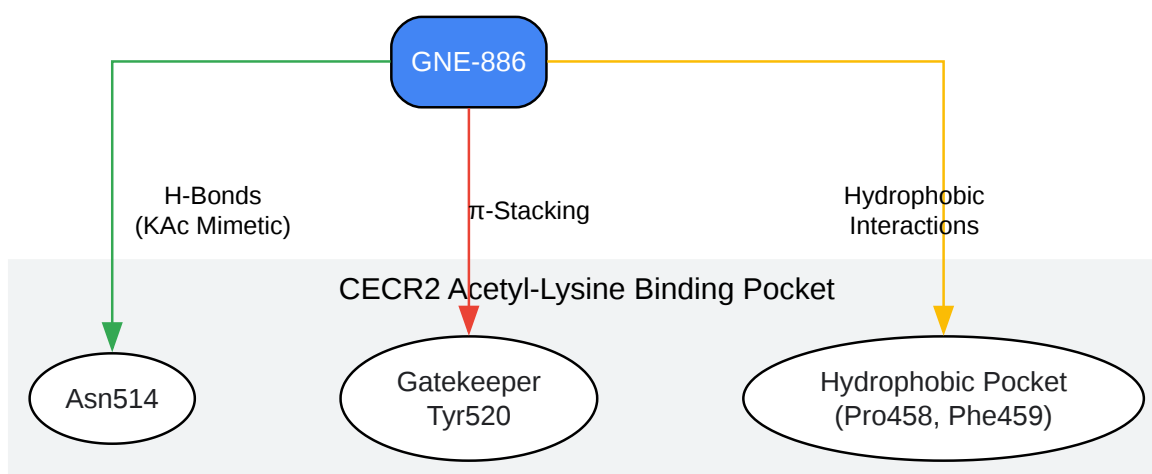 GNE-886
H-Bonds
(KAc Mimetic)
π-Stacking
Hydrophobic
Interactions
CECR2 Acetyl-Lysine Binding Pocket
Asn514
Gatekeeper
Tyr520
Hydrophobic Pocket
(Pro458, Phe459)